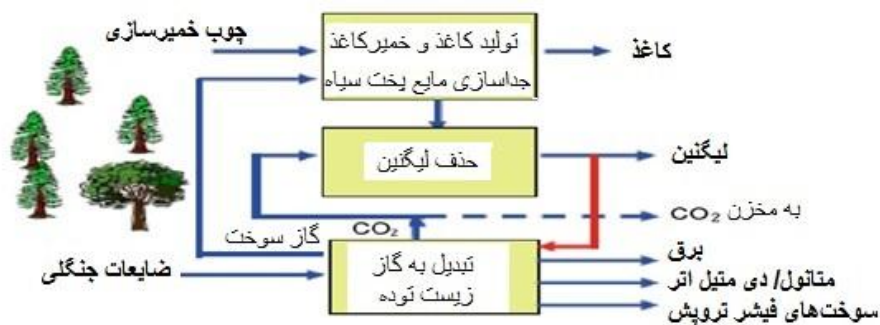 چوب خمیرسازی
تولید کاغذ و خمیرکاغذ
جداسازی مایع پخت سیاه
کاغذ
حذف لیگنین
لیگنین
CO₂ به مخزن
CO₂
گاز سوخت
ضایعات جنگلی
تبدیل به گاز
زیست توده
برق
متانول/ دی متیل اتر
سوخت‌های فیشر تروپش